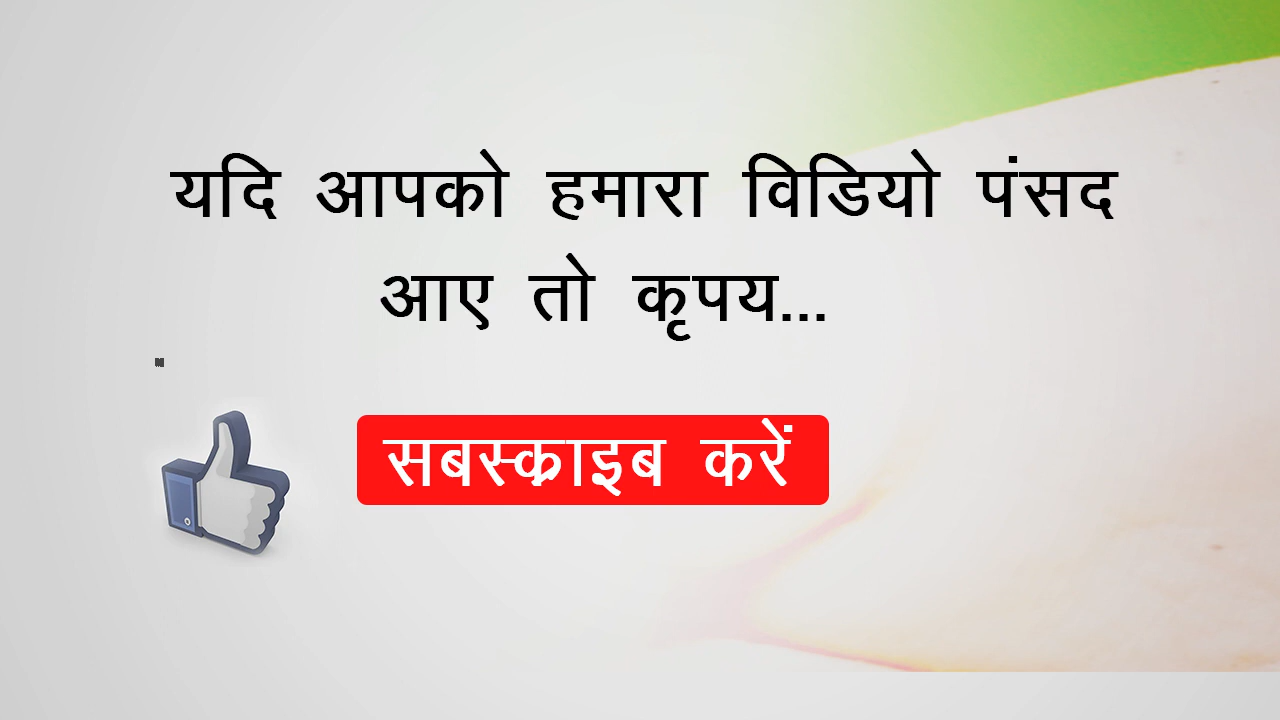 यदि आपको हमारा विडियो पंसद
आए तो कृपय...
सबस्क्राइब करें